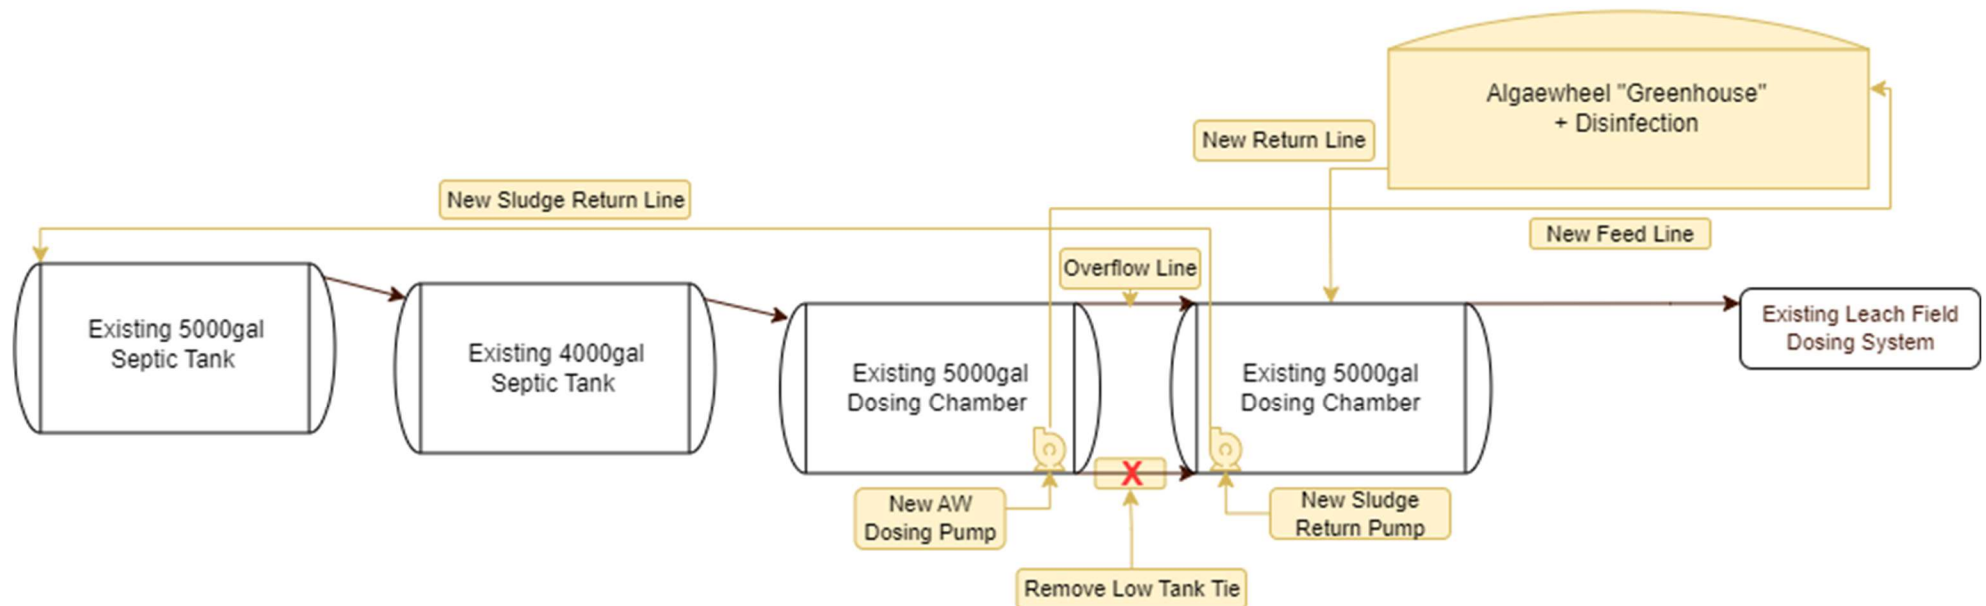 Algaewheel "Greenhouse"
+ Disinfection
New Return Line
New Sludge Return Line
New Feed Line
Overflow Line
Existing 5000gal
Septic Tank
Existing 4000gal
Septic Tank
Existing 5000gal
Dosing Chamber
Existing 5000gal
Dosing Chamber
Existing Leach Field
Dosing System
C
C
X
New AW
Dosing Pump
New Sludge
Return Pump
Remove Low Tank Tie